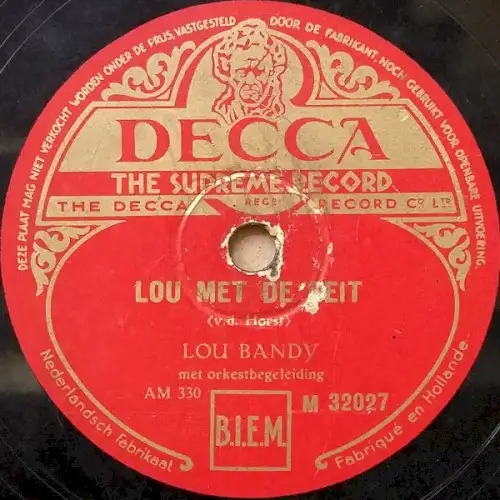 DEZE PLAAT MAG NIET VERKOCHT WORDEN ONDER DE PRIJS, VASTGESTELD DOOR DE FABRIKANT, NOCH GEBRUIKT VOOR OPENBARE UITVOERING.
DECCA
THE SUPREME RECORD
THE DECCA RECORD Cº LTD
LOU MET DE
(v.d. Horst)
LOU BANDY
met orkestbegeleiding
AM 330
M 32027
B.I.E.M.
Nederlandsch fabrikaat
Fabriqué en Hollande